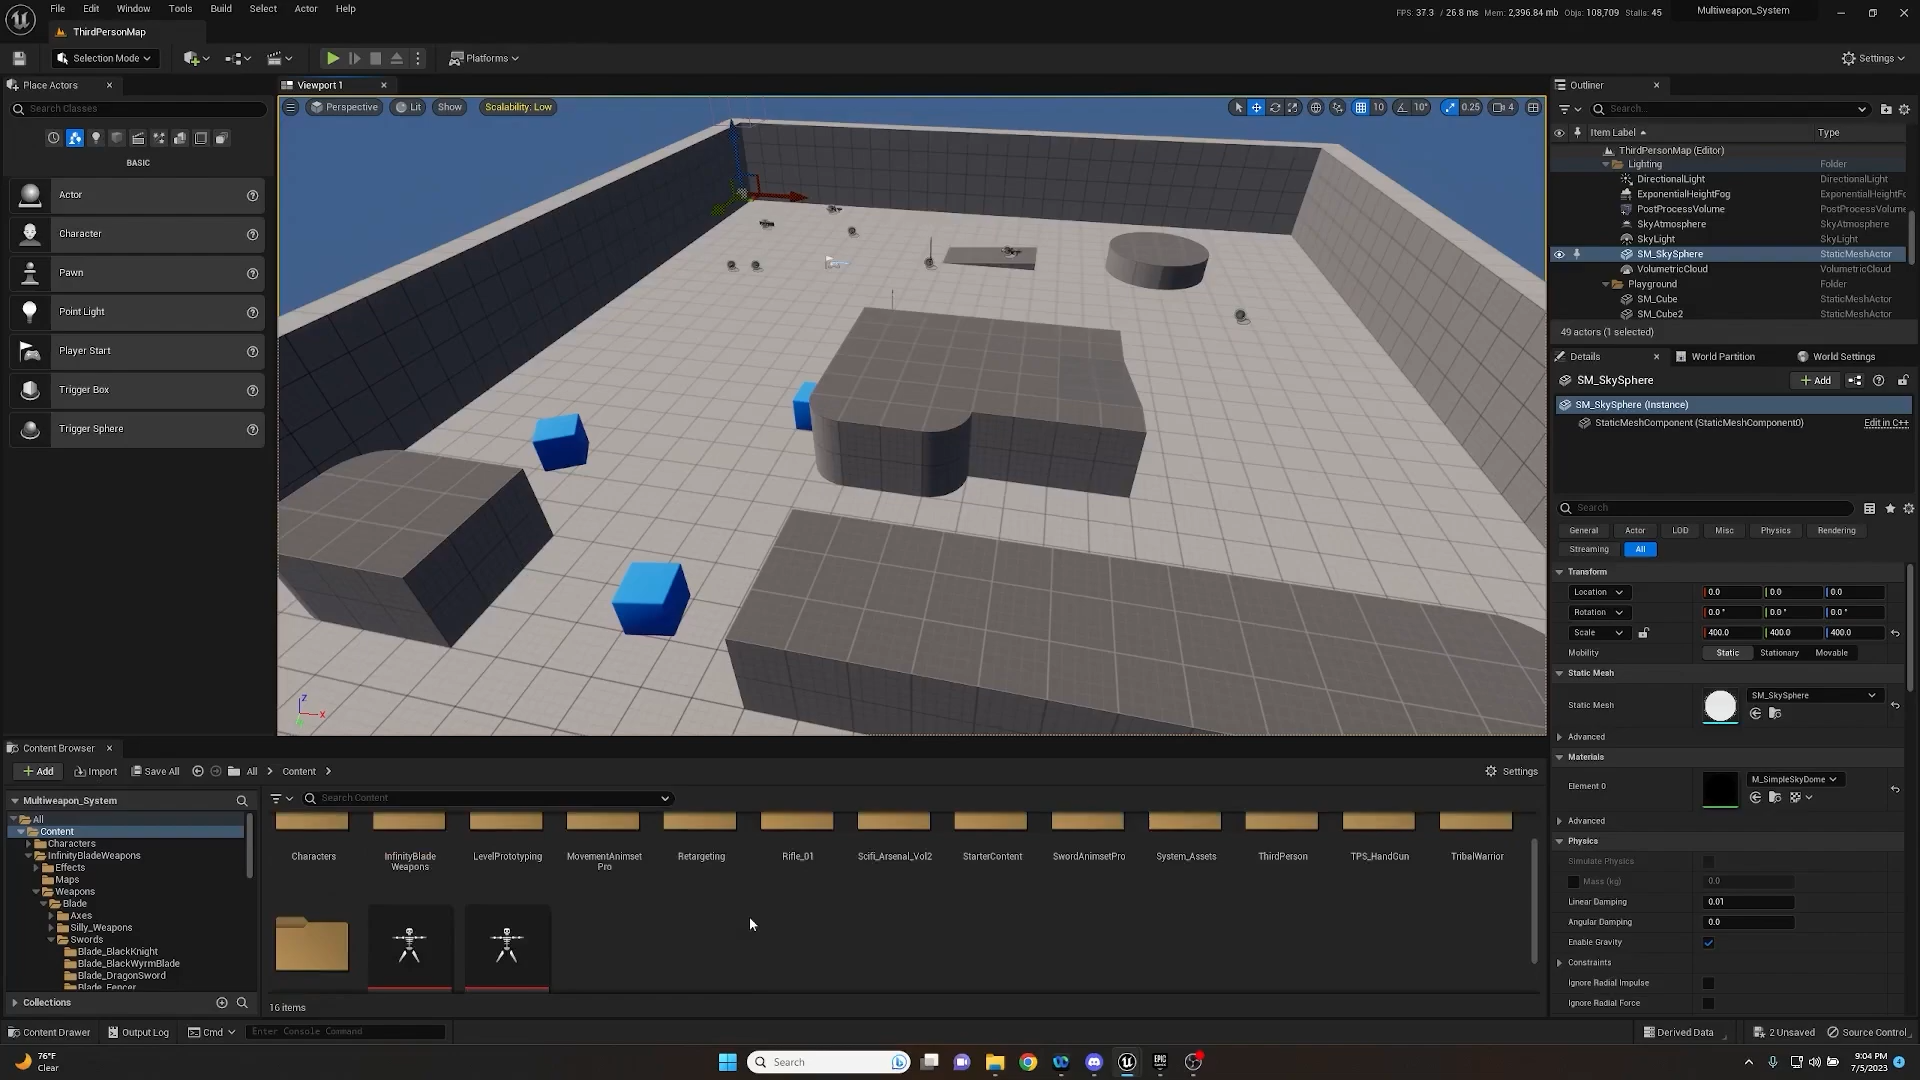 File Edit Window Tools Build Select Actor Help
FPS: 37.3 / 26.8 ms Mem: 2,396.84 mb Objs: 108,709 Stalls: 45
Multiweapon_System
ThirdPersonMap
Selection Mode
Platforms
Settings
Place Actors
Search Classes
BASIC
Actor
Character
Pawn
Point Light
Player Start
Trigger Box
Trigger Sphere
Viewport 1
Perspective Lit Show Scalability: Low
10 10° 0.25 4
Outliner
Search...
Item Label Type
ThirdPersonMap (Editor)
Lighting Folder
DirectionalLight DirectionalLight
ExponentialHeightFog ExponentialHeightFo
PostProcessVolume PostProcessVolume
SkyAtmosphere SkyAtmosphere
SkyLight SkyLight
SM_SkySphere StaticMeshActor
VolumetricCloud VolumetricCloud
Playground Folder
SM_Cube StaticMeshActor
SM_Cube2 StaticMeshActor
49 actors (1 selected)
Details World Partition World Settings
SM_SkySphere
Add
SM_SkySphere (Instance)
StaticMeshComponent (StaticMeshComponent0) Edit in C++
Search
General Actor LOD Misc Physics Rendering
Streaming All
Transform
Location 0.0 0.0 0.0
Rotation 0.0° 0.0° 0.0°
Scale 400.0 400.0 400.0
Mobility Static Stationary Movable
Static Mesh
Static Mesh SM_SkySphere
Advanced
Materials
Element 0 M_SimpleSkyDome
Advanced
Physics
Simulate Physics
Mass (kg) 0.0
Linear Damping 0.01
Angular Damping 0.0
Enable Gravity
Constraints
Ignore Radial Impulse
Ignore Radial Force
Z
X
Content Browser
Add Import Save All All Content Settings
Multiweapon_System
All
Content
Characters
InfinityBladeWeapons
Effects
Maps
Weapons
Blade
Axes
Silly_Weapons
Swords
Blade_BlackKnight
Blade_BlackWyrmBlade
Blade_DragonSword
Blade_Fencer
Collections
Search Content
Characters
InfinityBlade
Weapons
LevelPrototyping
MovementAnimset
Pro
Retargeting
Rifle_01
Scifi_Arsenal_Vol2
StarterContent
SwordAnimsetPro
System_Assets
ThirdPerson
TPS_HandGun
TribalWarrior
16 items
Content Drawer Output Log Cmd Enter Console Command
Derived Data 2 Unsaved Source Control
76°F
Clear
Search
EPIC
9:04 PM
7/5/2023
4